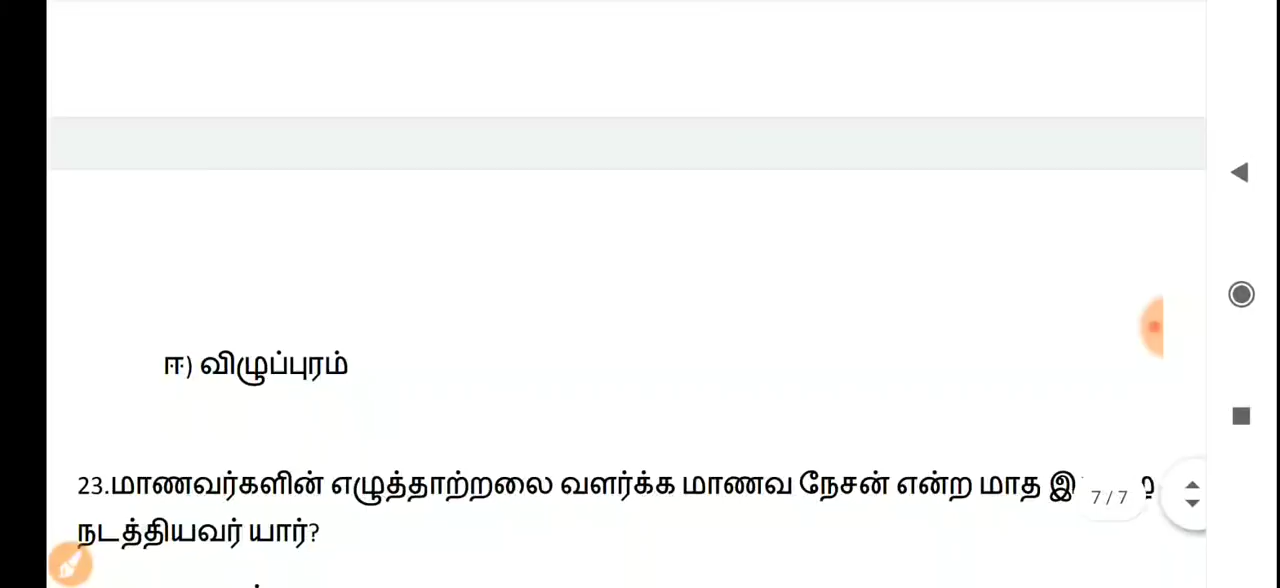 ஈ) விழுப்புரம்
23.மாணவர்களின் எழுத்தாற்றலை வளர்க்க மாணவ நேசன் என்ற மாத
7 / 7
நடத்தியவர் யார்?